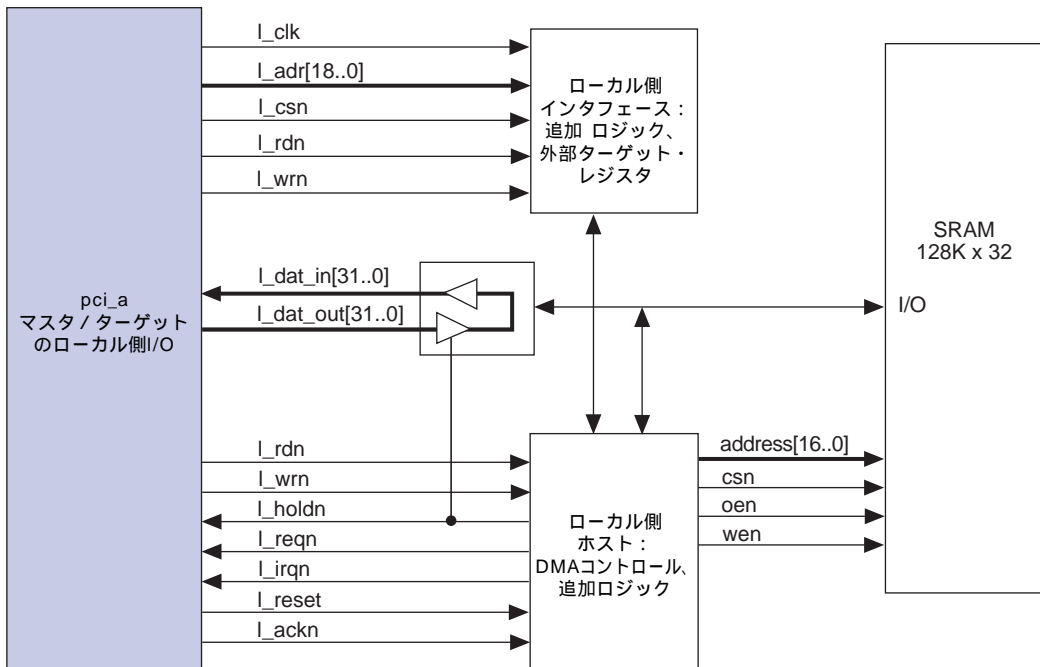 l_clk
l_adr[18..0]
l_csn
l_rdn
l_wrn
ローカル側
インタフェース：
追加 ロジック、
外部ターゲット・
レジスタ
SRAM
128K x 32
I/O
l_dat_in[31..0]
l_dat_out[31..0]
pci_a
マスタ / ターゲット
のローカル側I/O
l_rdn
l_wrn
l_holdn
l_reqn
l_irqn
l_reset
l_ackn
ローカル側
ホスト：
DMAコントロール、
追加ロジック
address[16..0]
csn
oen
wen